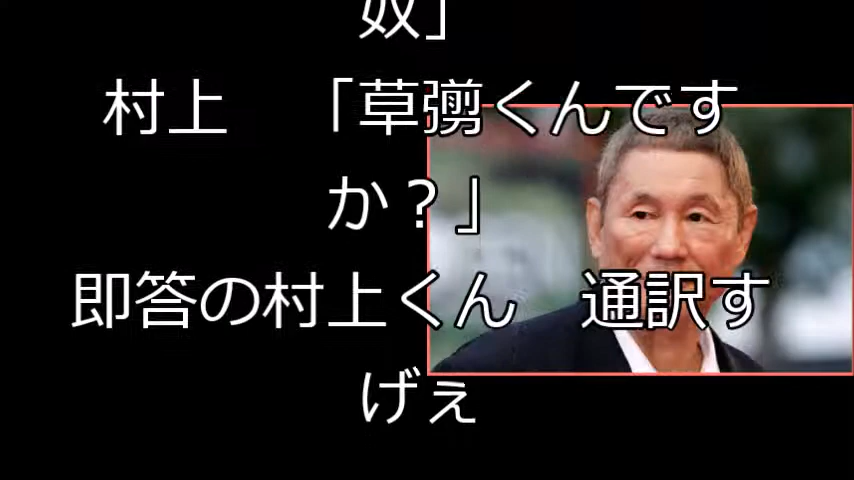 奴」
村上　「草彅くんです
か？」
即答の村上くん　通訳す
げぇ